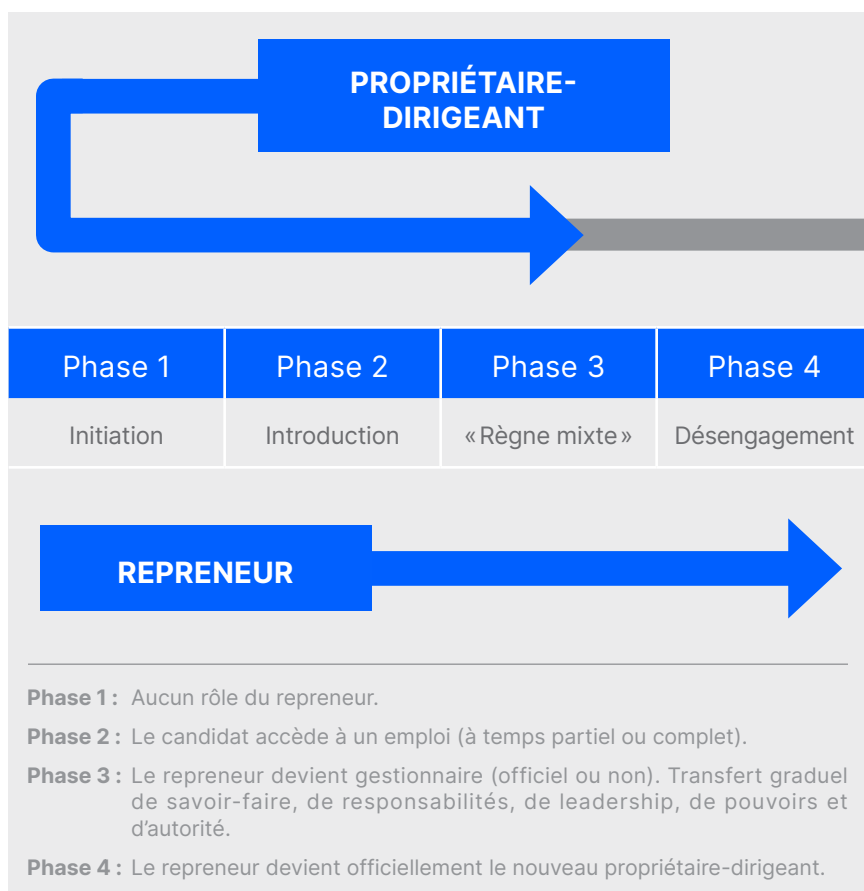 PROPRIÉTAIRE-
DIRIGEANT
Phase 1
Phase 2
Phase 3
Phase 4
Initiation
Introduction
«Règne mixte»
Désengagement
REPRENEUR
Phase 1 : Aucun rôle du repreneur.
Phase 2 : Le candidat accède à un emploi (à temps partiel ou complet).
Phase 3 : Le repreneur devient gestionnaire (officiel ou non). Transfert graduel
de savoir-faire, de responsabilités, de leadership, de pouvoirs et
d’autorité.
Phase 4 : Le repreneur devient officiellement le nouveau propriétaire-dirigeant.